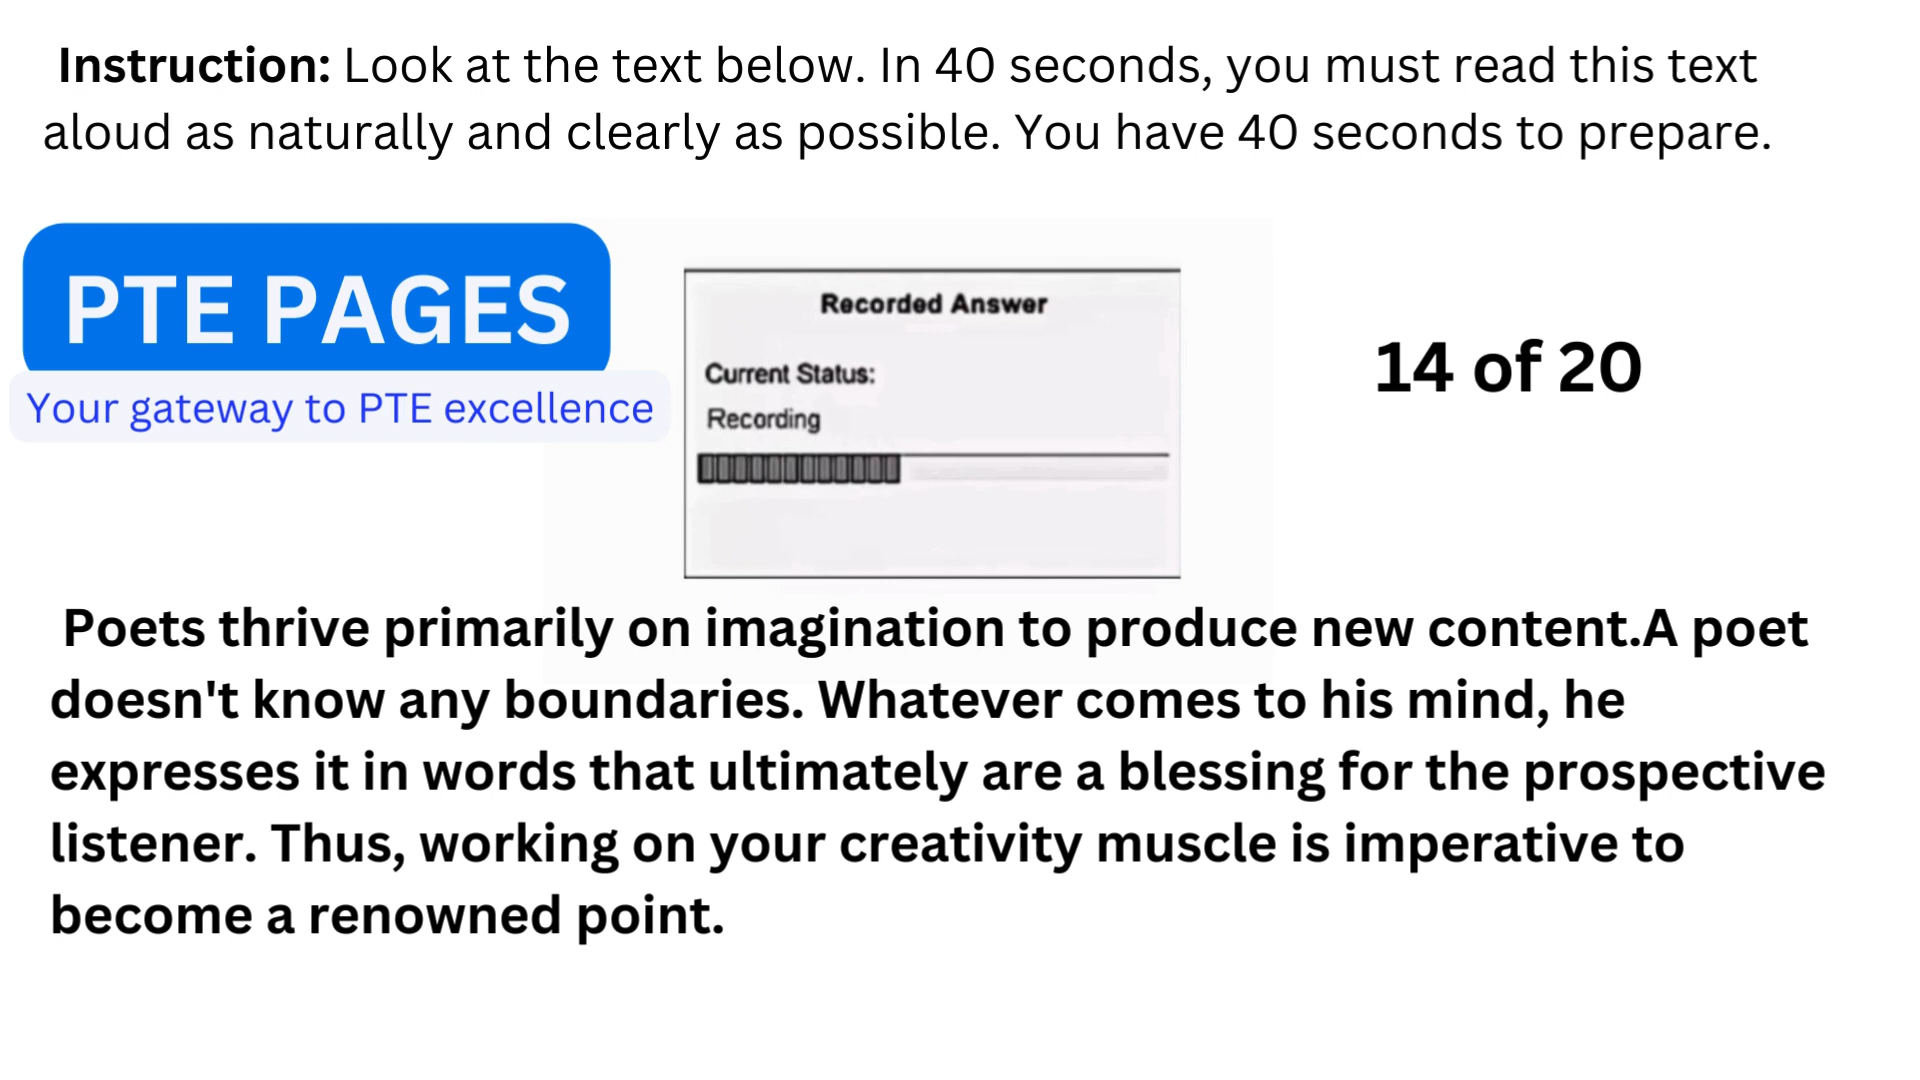 Instruction: Look at the text below. In 40 seconds, you must read this text
aloud as naturally and clearly as possible. You have 40 seconds to prepare.
PTE PAGES
Your gateway to PTE excellence
Recorded Answer
Current Status:
Recording
14 of 20
Poets thrive primarily on imagination to produce new content.A poet
doesn't know any boundaries. Whatever comes to his mind, he
expresses it in words that ultimately are a blessing for the prospective
listener. Thus, working on your creativity muscle is imperative to
become a renowned point.